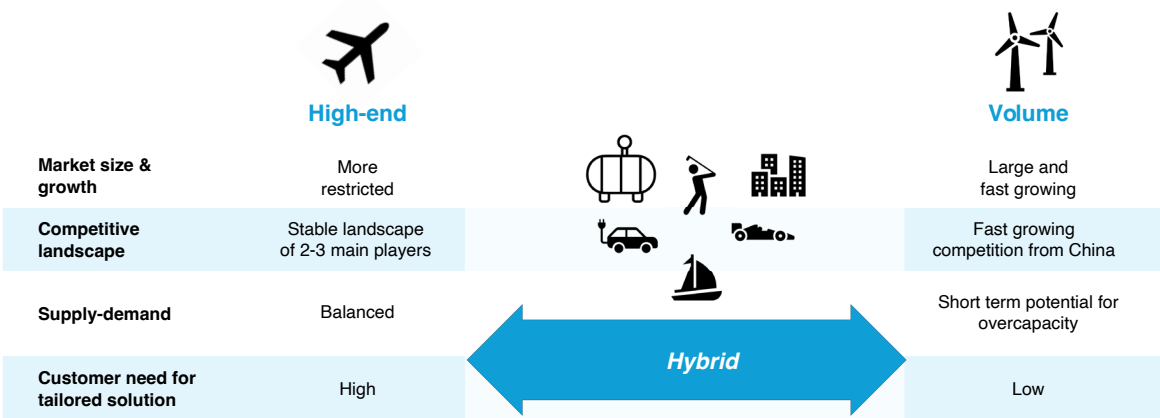 High-end
Volume
Market size &
growth
More
restricted
Large and
fast growing
Competitive
landscape
Stable landscape
of 2-3 main players
Fast growing
competition from China
Supply-demand
Balanced
Short term potential for
overcapacity
Hybrid
Customer need for
tailored solution
High
Low